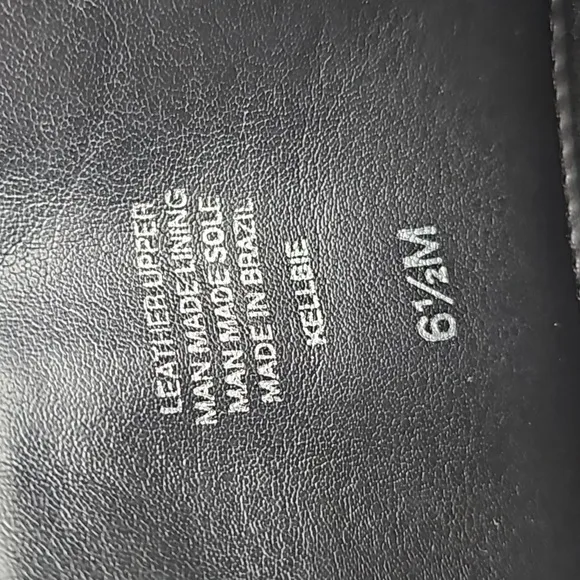 LEATHER UPPER
MAN MADE LINING
MAN MADE SOLE
MADE IN BRAZIL
KELLBIE
6½M